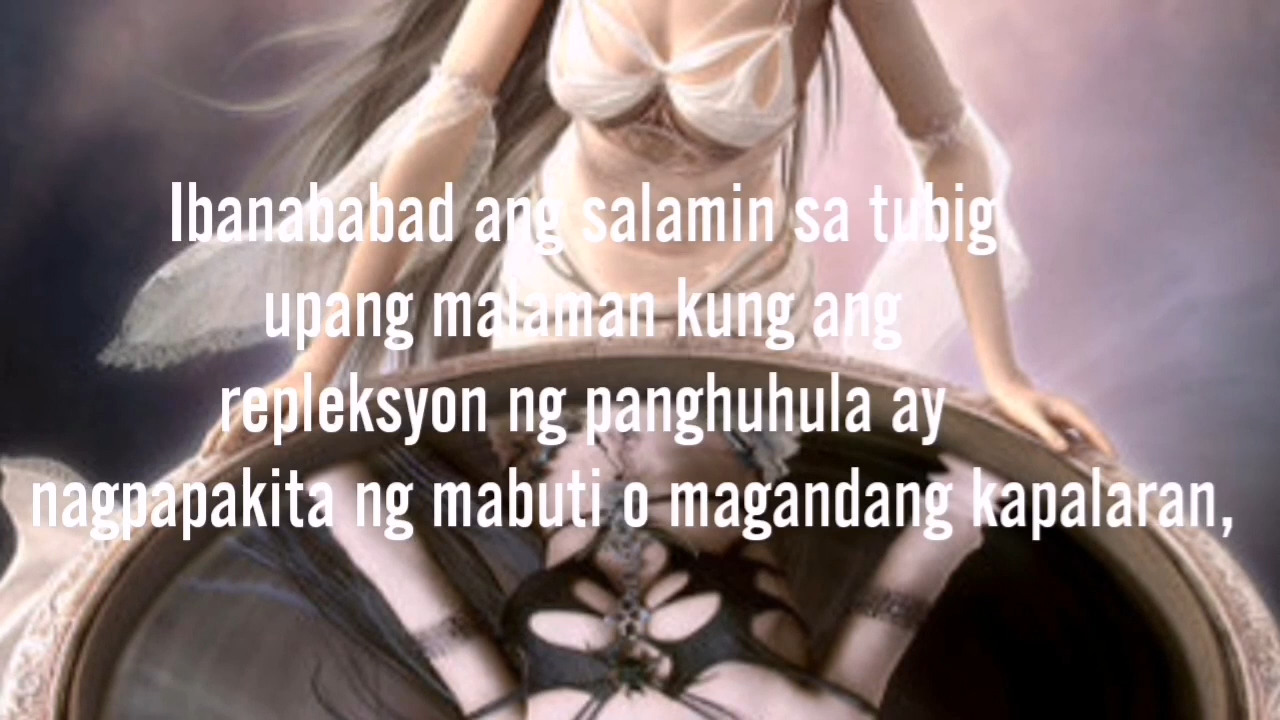 Ibanababad ang salamin sa tubig
upang malaman kung ang
repleksyon ng panghuhula ay
nagpapakita ng mabuti o magandang kapalaran,